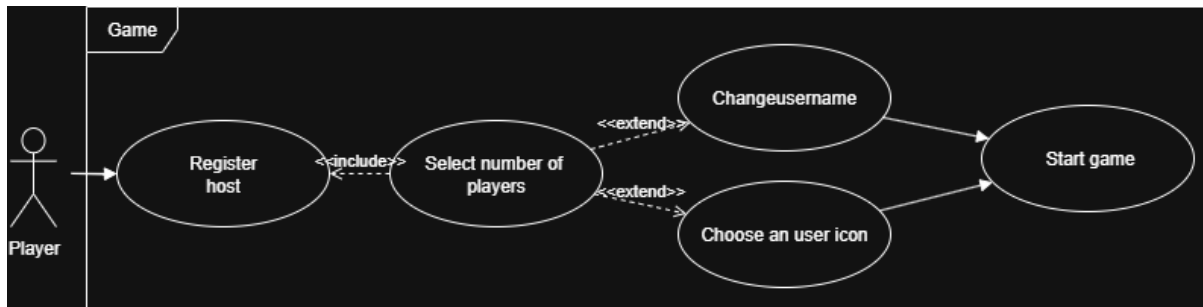 Game
Player
Register
host
<<include>>
Select number of
players
<<extend>>
<<extend>>
Changeusername
Choose an user icon
Start game